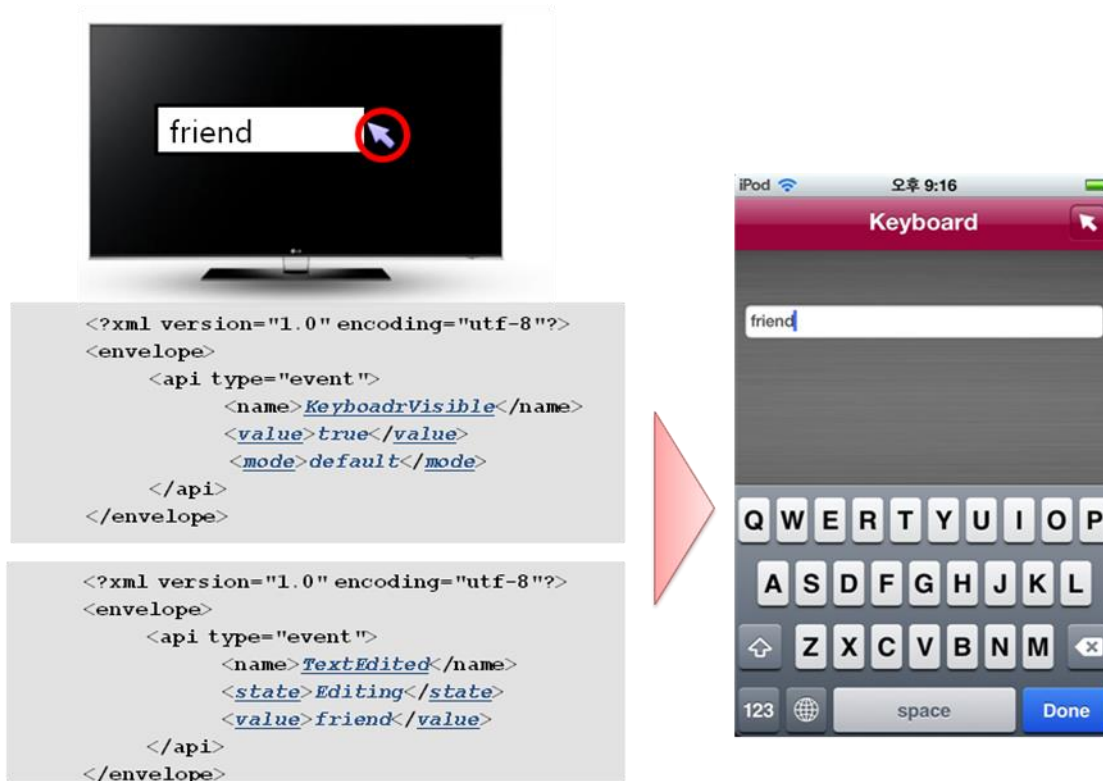 friend
<?xml version="1.0" encoding="utf-8"?>
<envelope>
<api type="event">
<name>KeyboadrVisible</name>
<value>true</value>
<mode>default</mode>
</api>
</envelope>
<?xml version="1.0" encoding="utf-8"?>
<envelope>
<api type="event">
<name>TextEdited</name>
<state>Editing</state>
<value>friend</value>
</api>
</envelope>
iPod 오후 9:16
Keyboard
friend
Q W E R T Y U I O P
A S D F G H J K L
Z X C V B N M
123 space Done